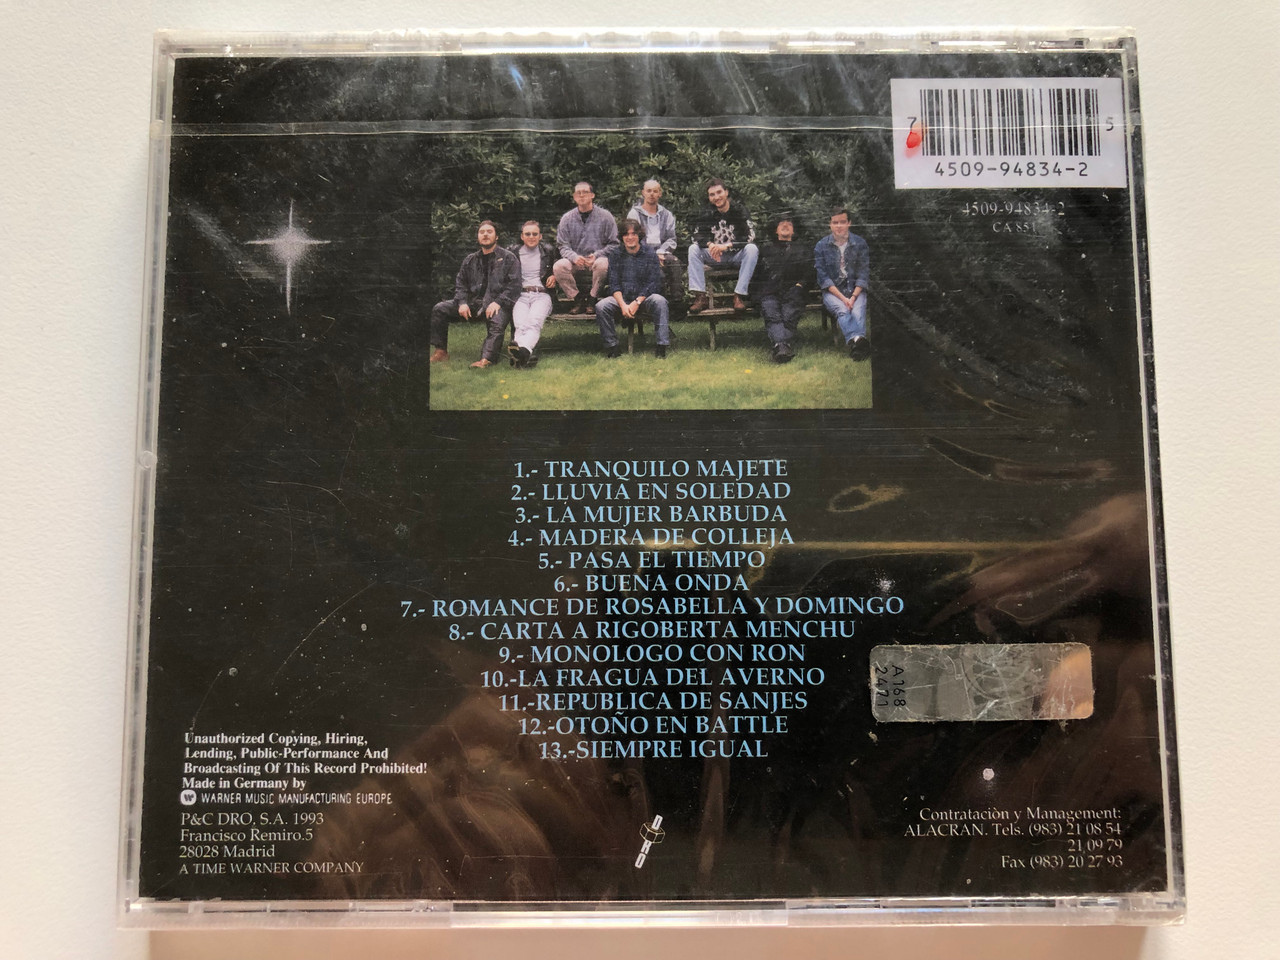 7 5
4509-94834-2
4509-94834-2
CA 851
1.- TRANQUILO MAJETE
2.- LLUVIA EN SOLEDAD
3.- LA MUJER BARBUDA
4.- MADERA DE COLLEJA
5.- PASA EL TIEMPO
6.- BUENA ONDA
7.- ROMANCE DE ROSABELLA Y DOMINGO
8.- CARTA A RIGOBERTA MENCHU
9.- MONOLOGO CON RON
10.-LA FRAGUA DEL AVERNO
11.-REPUBLICA DE SANJES
12.-OTOÑO EN BATTLE
13.-SIEMPRE IGUAL
A168
2471
Unauthorized Copying, Hiring,
Lending, Public-Performance And
Broadcasting Of This Record Prohibited!
Made in Germany by
WARNER MUSIC MANUFACTURING EUROPE
P&C DRO, S.A. 1993
Francisco Remiro.5
28028 Madrid
A TIME WARNER COMPANY
DRO
Contrataciòn y Management:
ALACRAN. Tels. (983) 21 08 54
21 09 79
Fax (983) 20 27 93